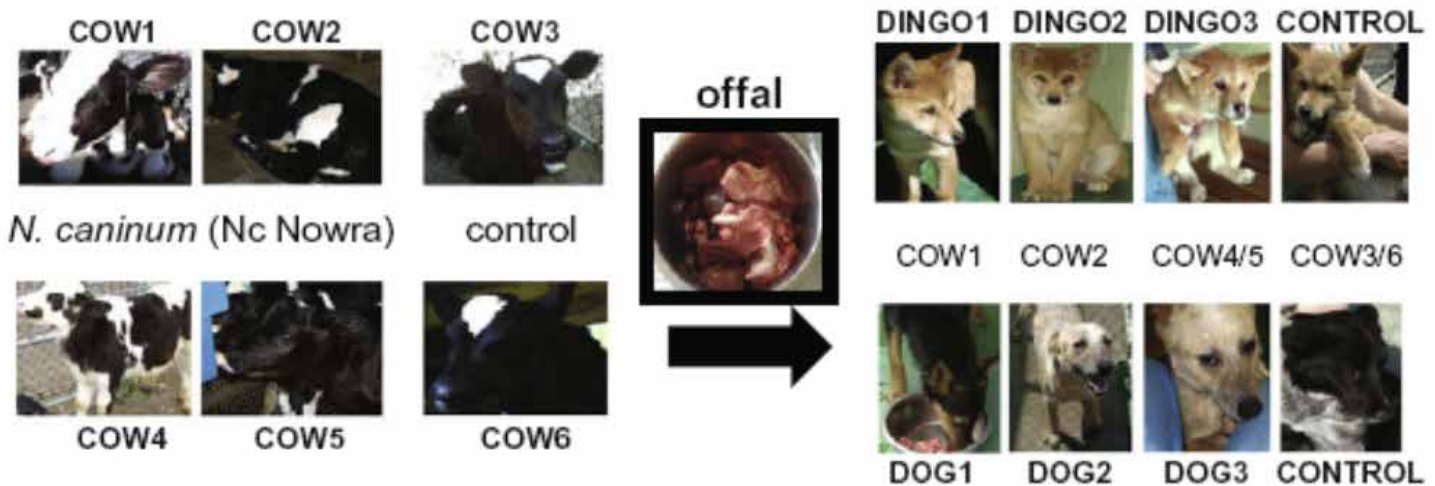 COW1 COW2 COW3
N. caninum (Nc Nowra) control
COW4 COW5 COW6
offal
DINGO1 DINGO2 DINGO3 CONTROL
COW1 COW2 COW4/5 COW3/6
DOG1 DOG2 DOG3 CONTROL